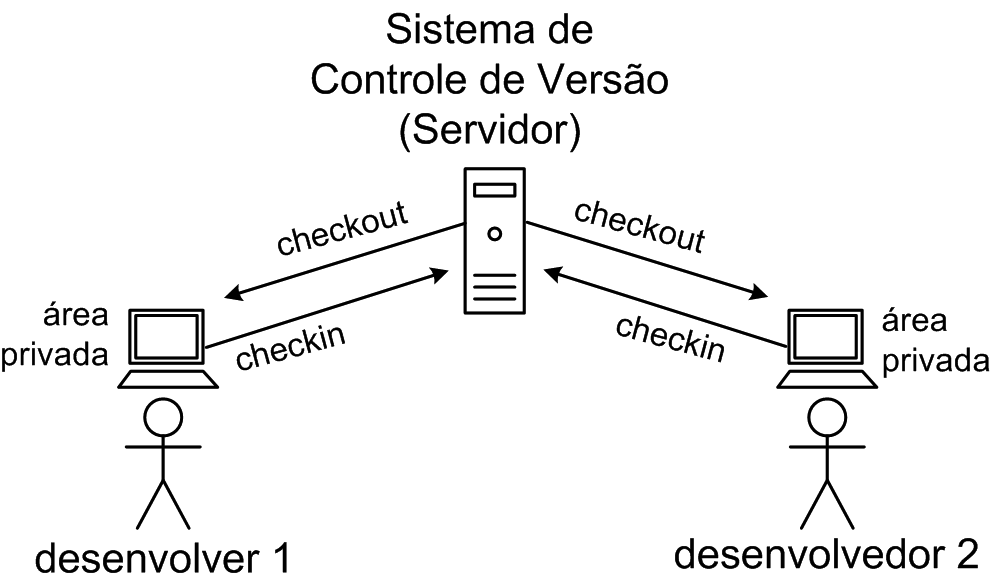 Sistema de
Controle de Versão
(Servidor)
checkout
checkout
área
privada
checkin
checkin
área
privada
desenvolver 1
desenvolvedor 2